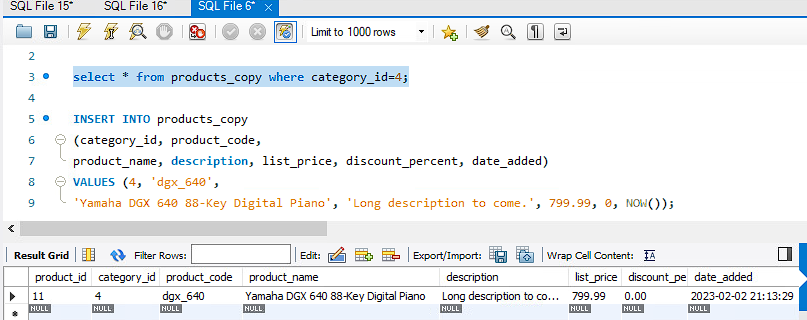 SQL File 15* SQL File 16* SQL File 6* ×
Limit to 1000 rows
2
3 select * from products_copy where category_id=4;
4
5 INSERT INTO products_copy
6 (category_id, product_code,
7 product_name, description, list_price, discount_percent, date_added)
8 VALUES (4, 'dgx_640',
9 'Yamaha DGX 640 88-Key Digital Piano', 'Long description to come.', 799.99, 0, NOW());
Result Grid Filter Rows: Edit: Export/Import: Wrap Cell Content: IA
product_id category_id product_code product_name description list_price discount_pe date_added
11 4 dgx_640 Yamaha DGX 640 88-Key Digital Piano Long description to co... 799.99 0.00 2023-02-02 21:13:29
NULL NULL NULL NULL NULL NULL NULL NULL